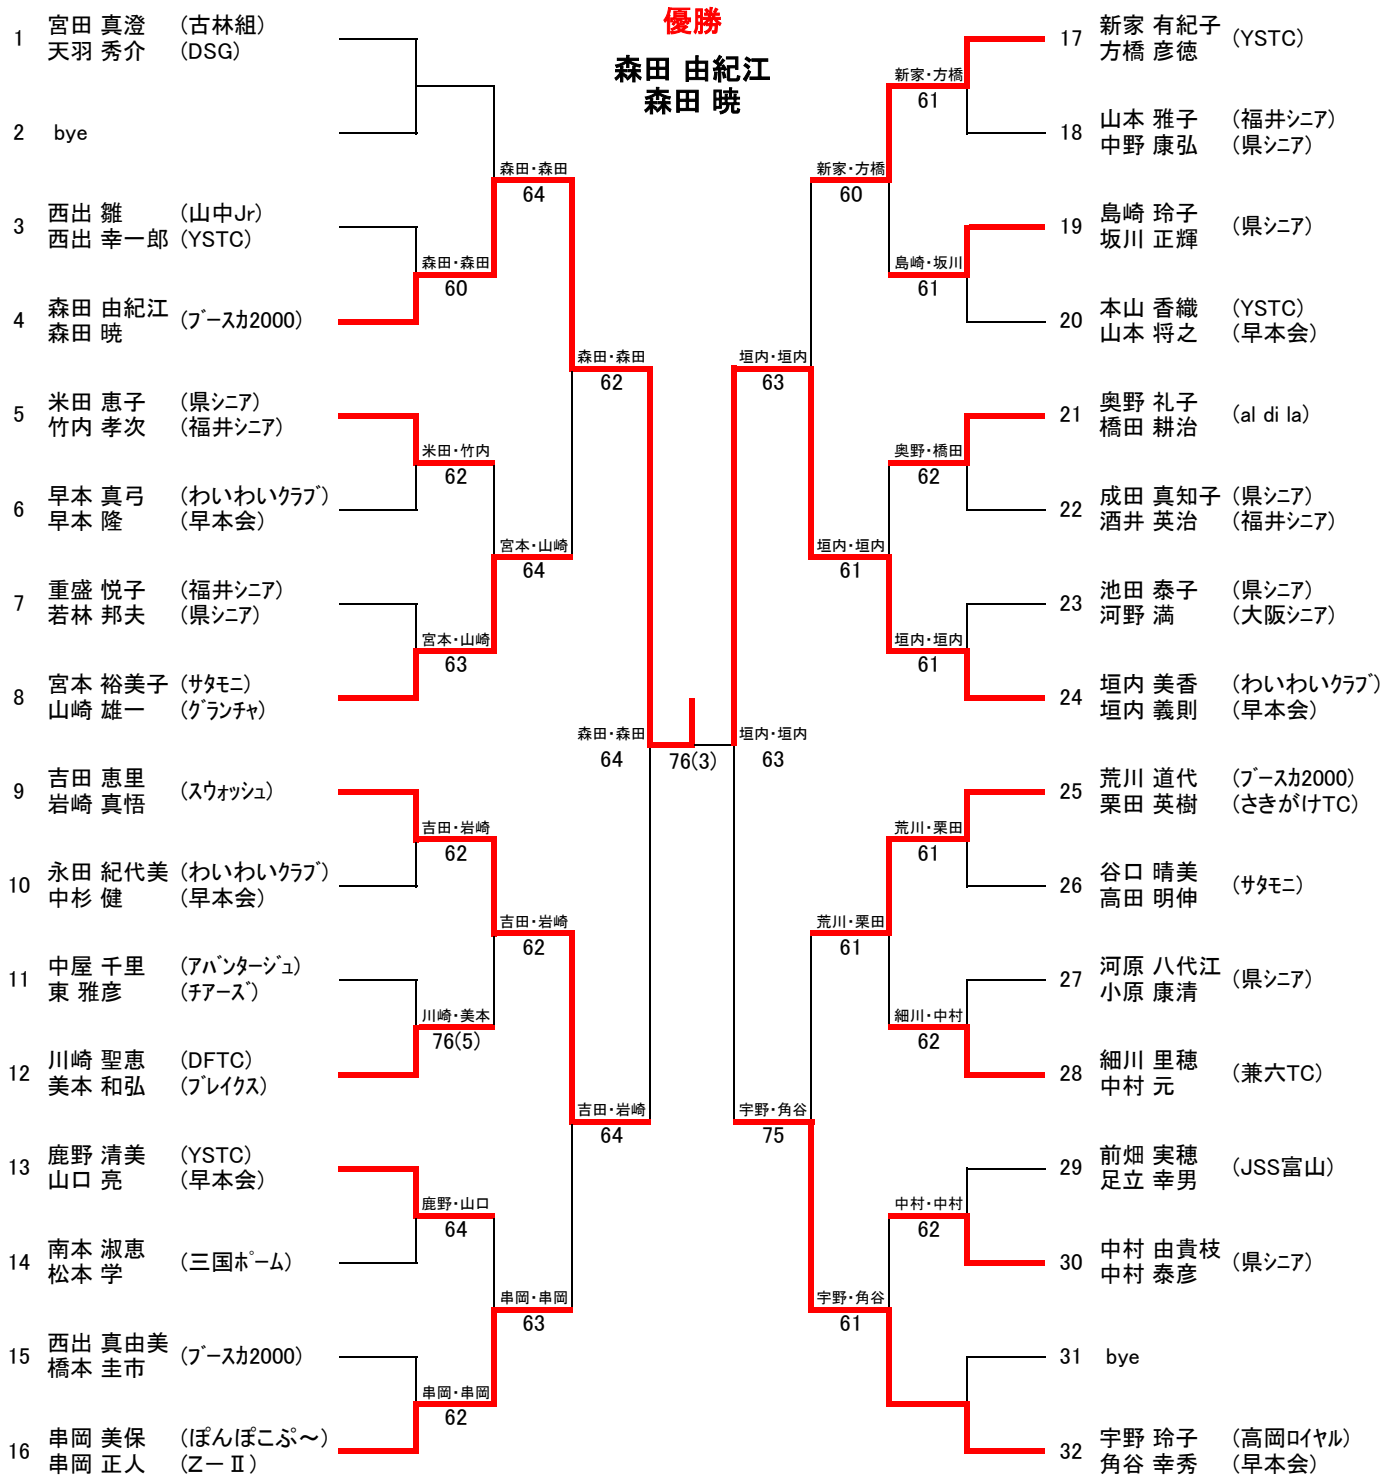 優勝
森田 由紀江
森田 暁
1 宮田 真澄 (古林組)
天羽 秀介 (DSG)
2 bye
3 西出 雛 (山中Jr)
西出 幸一郎 (YSTC)
4 森田 由紀江 (ブースカ2000)
森田 暁
5 米田 恵子 (県シニア)
竹内 孝次 (福井シニア)
6 早本 真弓 (わいわいクラブ)
早本 隆 (早本会)
7 重盛 悦子 (福井シニア)
若林 邦夫 (県シニア)
8 宮本 裕美子 (サタモニ)
山崎 雄一 (グランチャ)
9 吉田 恵里 (スウォッシュ)
岩崎 真悟
10 永田 紀代美 (わいわいクラブ)
中杉 健 (早本会)
11 中屋 千里 (アバンタージュ)
東 雅彦 (チアーズ)
12 川崎 聖恵 (DFTC)
美本 和弘 (ブレイクス)
13 鹿野 清美 (YSTC)
山口 亮 (早本会)
14 南本 淑恵 (三国ポーム)
松本 学
15 西出 真由美 (ブースカ2000)
橋本 圭市
16 串岡 美保 (ぽんぽこぷ～)
串岡 正人 (Z－Ⅱ)
森田・森田
60
米田・竹内
62
宮本・山崎
63
吉田・岩崎
62
川崎・美本
76(5)
鹿野・山口
64
串岡・串岡
62
森田・森田
64
宮本・山崎
64
吉田・岩崎
62
串岡・串岡
63
森田・森田
62
吉田・岩崎
64
森田・森田
64
76(3)
垣内・垣内
63
垣内・垣内
63
宇野・角谷
75
新家・方橋
60
垣内・垣内
61
荒川・栗田
61
宇野・角谷
61
新家・方橋
61
島崎・坂川
61
奥野・橋田
62
垣内・垣内
61
荒川・栗田
61
細川・中村
62
中村・中村
62
17 新家 有紀子 (YSTC)
方橋 彦徳
18 山本 雅子 (福井シニア)
中野 康弘 (県シニア)
19 島崎 玲子 (県シニア)
坂川 正輝
20 本山 香織 (YSTC)
山本 将之 (早本会)
21 奥野 礼子 (al di la)
橋田 耕治
22 成田 真知子 (県シニア)
酒井 英治 (福井シニア)
23 池田 泰子 (県シニア)
河野 満 (大阪シニア)
24 垣内 美香 (わいわいクラブ)
垣内 義則 (早本会)
25 荒川 道代 (ブースカ2000)
栗田 英樹 (さきがけTC)
26 谷口 晴美 (サタモニ)
高田 明伸
27 河原 八代江 (県シニア)
小原 康清
28 細川 里穂 (兼六TC)
中村 元
29 前畑 実穂 (JSS富山)
足立 幸男
30 中村 由貴枝 (県シニア)
中村 泰彦
31 bye
32 宇野 玲子 (高岡ロイヤル)
角谷 幸秀 (早本会)